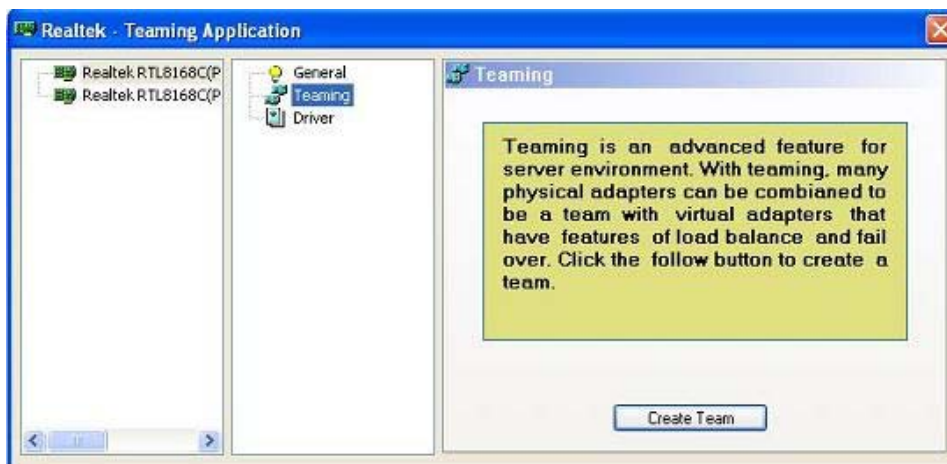 Realtek - Teaming Application
Realtek RTL8168C(P
Realtek RTL8168C(P
General
Teaming
Driver
Teaming
Teaming is an advanced feature for
server environment. With teaming, many
physical adapters can be combianed to
be a team with virtual adapters that
have features of load balance and fail
over. Click the follow button to create a
team.
Create Team